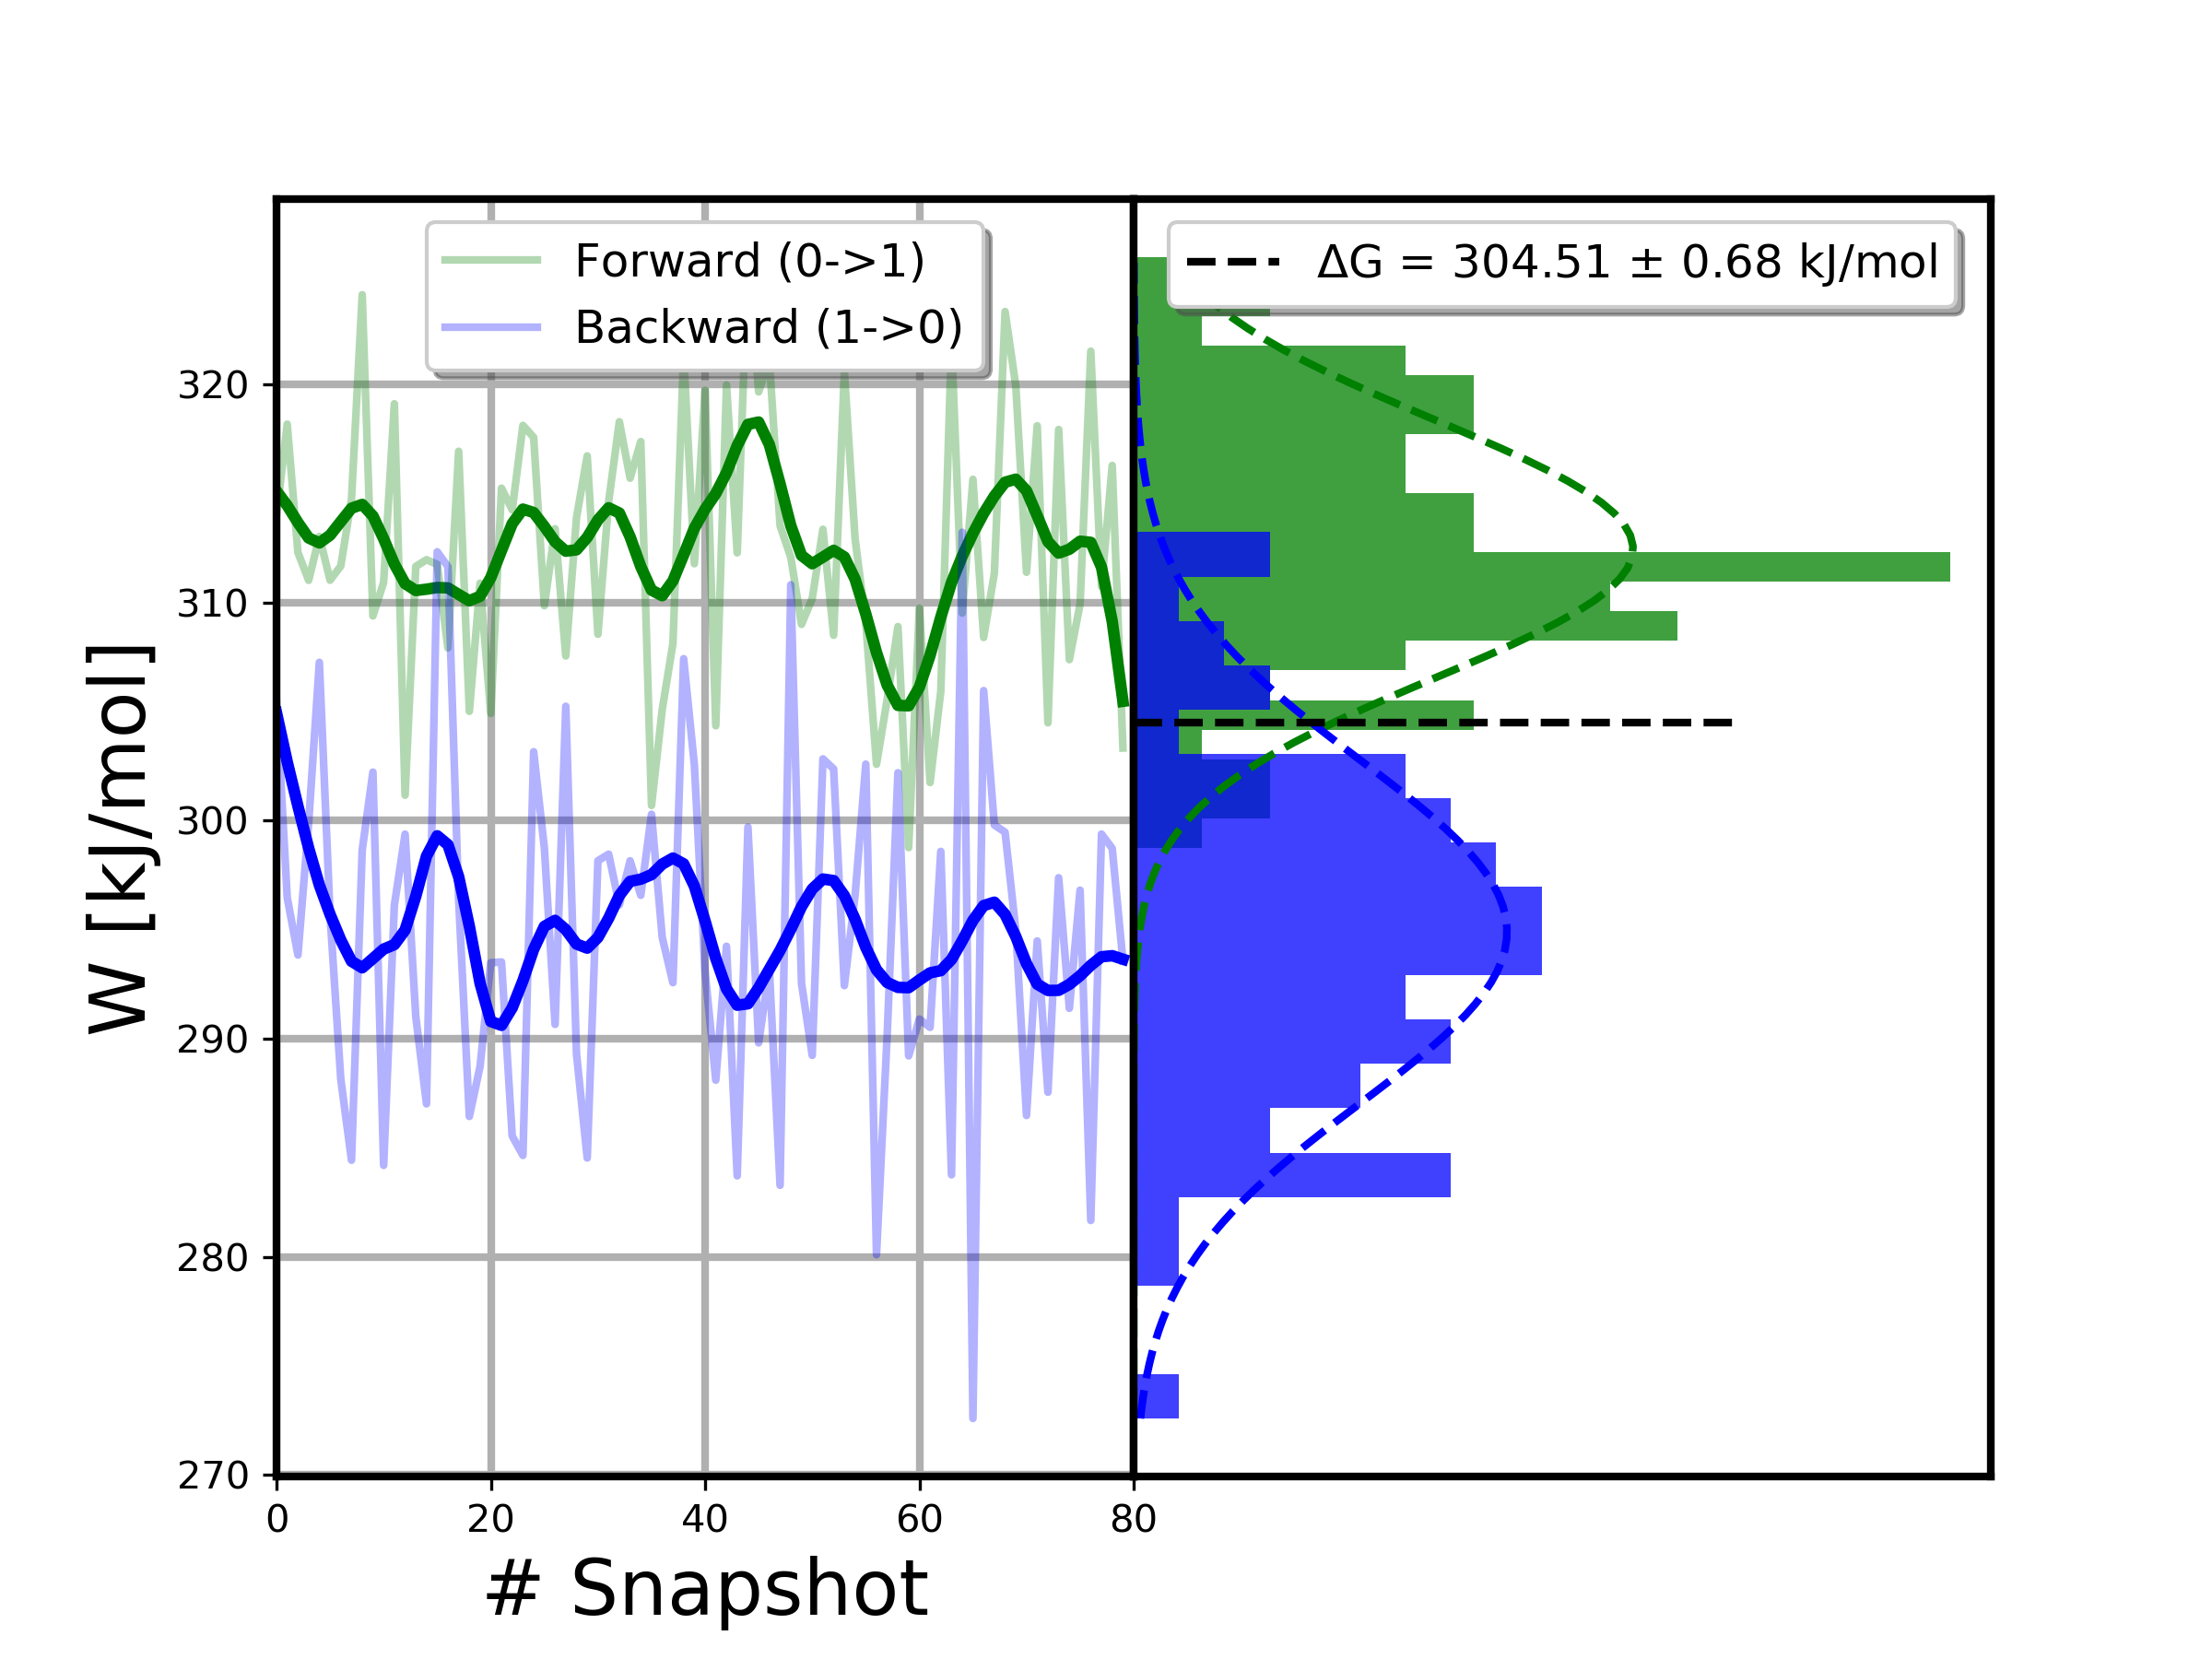 Forward (0->1)
Backward (1->0)
ΔG = 304.51 ± 0.68 kJ/mol
W [kJ/mol]
320
310
300
290
280
270
0 20 40 60 80
# Snapshot